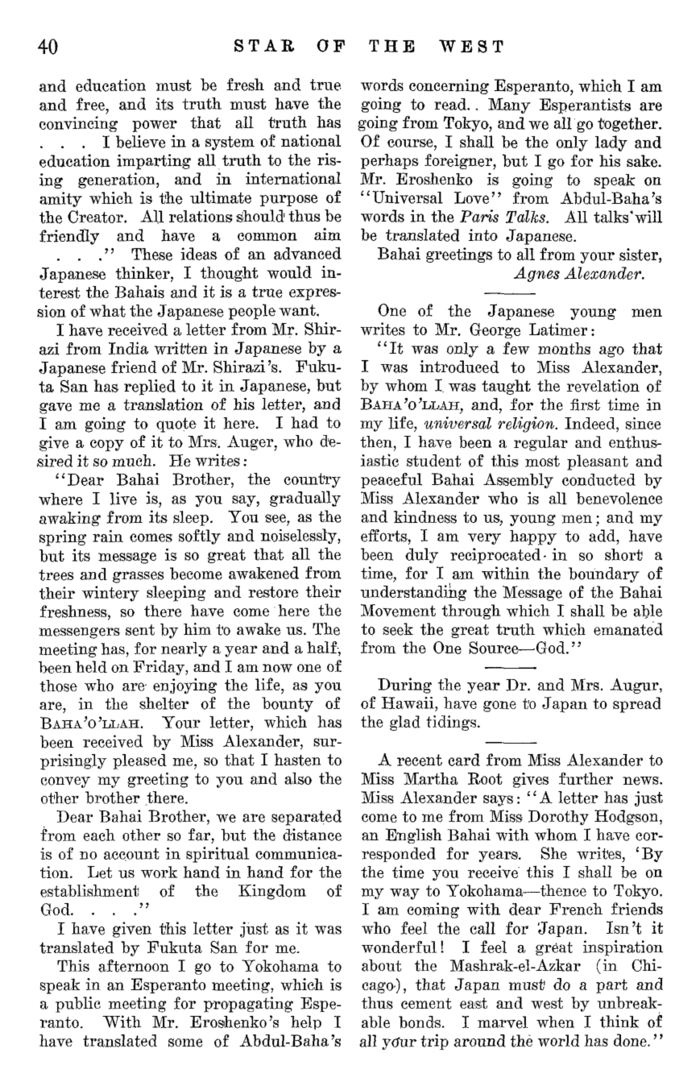 40 STAR OF THE WEST
and education must be fresh and true
and free, and its truth must have the
convincing power that all truth has
. . . I believe in a system of national
education imparting all truth to the ris-
ing generation, and in international
amity which is the ultimate purpose of
the Creator. All relations should thus be
friendly and have a common aim
. . ." These ideas of an advanced
Japanese thinker, I thought would in-
terest the Bahais and it is a true expres-
sion of what the Japanese people want.
I have received a letter from Mr. Shir-
azi from India written in Japanese by a
Japanese friend of Mr. Shirazi's. Fuku-
ta San has replied to it in Japanese, but
gave me a translation of his letter, and
I am going to quote it here. I had to
give a copy of it to Mrs. Auger, who de-
sired it so much. He writes:
"Dear Bahai Brother, the country
where I live is, as you say, gradually
awaking from its sleep. You see, as the
spring rain comes softly and noiselessly,
but its message is so great that all the
trees and grasses become awakened from
their wintery sleeping and restore their
freshness, so there have come here the
messengers sent by him to awake us. The
meeting has, for nearly a year and a half,
been held on Friday, and I am now one of
those who are enjoying the life, as you
are, in the shelter of the bounty of
BAHA'O'LLAH. Your letter, which has
been received by Miss Alexander, sur-
prisingly pleased me, so that I hasten to
convey my greeting to you and also the
other brother there.
Dear Bahai Brother, we are separated
from each other so far, but the distance
is of no account in spiritual communica-
tion. Let us work hand in hand for the
establishment of the Kingdom of
God. . . ."
I have given this letter just as it was
translated by Fukuta San for me.
This afternoon I go to Yokohama to
speak in an Esperanto meeting, which is
a public meeting for propagating Espe-
ranto. With Mr. Eroshenko's help I
have translated some of Abdul-Baha's
words concerning Esperanto, which I am
going to read. . Many Esperantists are
going from Tokyo, and we all go together.
Of course, I shall be the only lady and
perhaps foreigner, but I go for his sake.
Mr. Eroshenko is going to speak on
"Universal Love" from Abdul-Baha's
words in the Paris Talks. All talks will
be translated into Japanese.
Bahai greetings to all from your sister,
Agnes Alexander.
One of the Japanese young men
writes to Mr. George Latimer:
"It was only a few months ago that
I was introduced to Miss Alexander,
by whom I was taught the revelation of
BAHA'O'LLAH, and, for the first time in
my life, universal religion. Indeed, since
then, I have been a regular and enthus-
iastic student of this most pleasant and
peaceful Bahai Assembly conducted by
Miss Alexander who is all benevolence
and kindness to us, young men; and my
efforts, I am very happy to add, have
been duly reciprocated in so short a
time, for I am within the boundary of
understanding the Message of the Bahai
Movement through which I shall be able
to seek the great truth which emanated
from the One Source—God."
During the year Dr. and Mrs. Augur,
of Hawaii, have gone to Japan to spread
the glad tidings.
A recent card from Miss Alexander to
Miss Martha Root gives further news.
Miss Alexander says: "A letter has just
come to me from Miss Dorothy Hodgson,
an English Bahai with whom I have cor-
responded for years. She writes, 'By
the time you receive this I shall be on
my way to Yokohama—thence to Tokyo.
I am coming with dear French friends
who feel the call for Japan. Isn't it
wonderful! I feel a great inspiration
about the Mashrak-el-Azkar (in Chi-
cago), that Japan must do a part and
thus cement east and west by unbreak-
able bonds. I marvel when I think of
all your trip around the world has done."